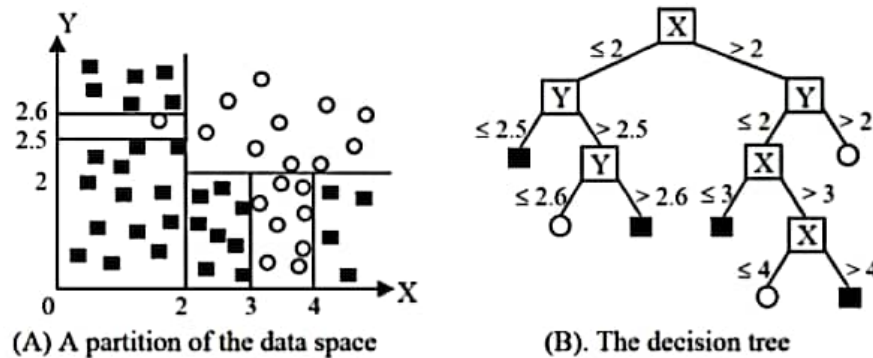 Y
2.6
2.5
2
0
2
3
4
X
(A) A partition of the data space
X
≤ 2
> 2
Y
Y
≤ 2.5
> 2.5
≤ 2
> 2
Y
X
≤ 2.6
> 2.6
≤ 3
> 3
X
≤ 4
> 4
(B). The decision tree